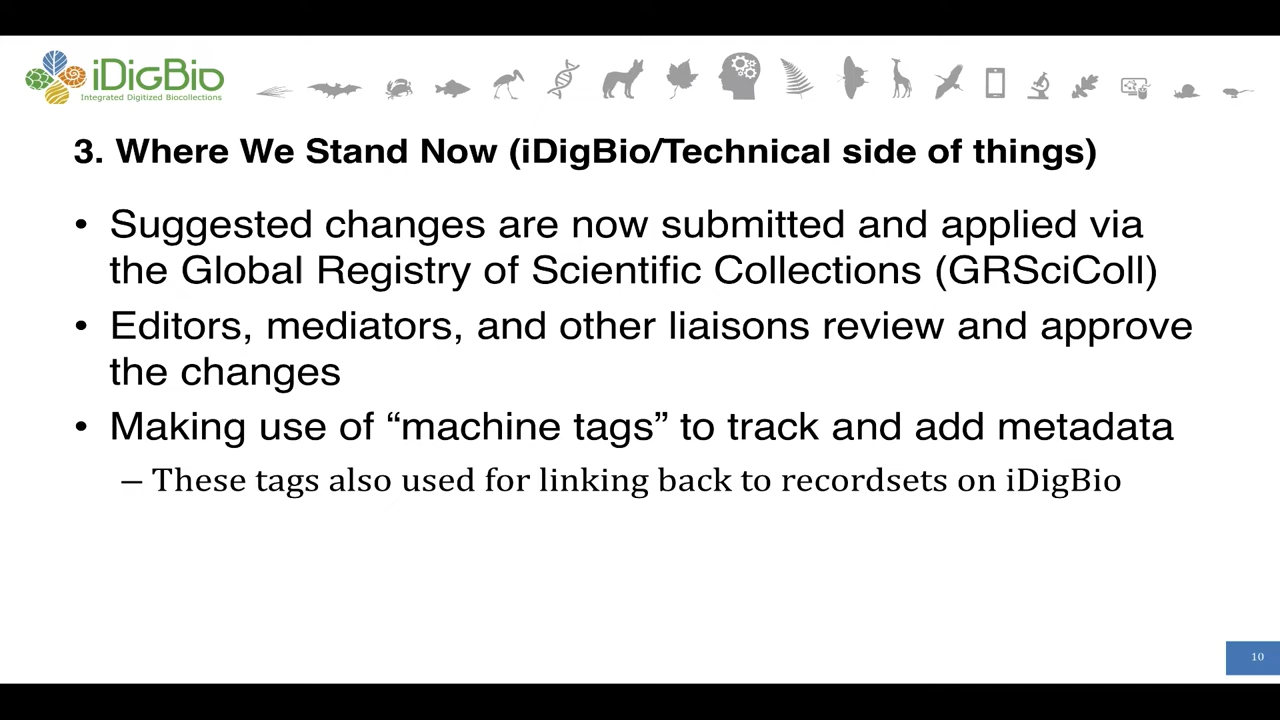 iDigBio
Integrated Digitized Biocollections
3. Where We Stand Now (iDigBio/Technical side of things)
• Suggested changes are now submitted and applied via
the Global Registry of Scientific Collections (GRSciColl)
• Editors, mediators, and other liaisons review and approve
the changes
• Making use of “machine tags” to track and add metadata
– These tags also used for linking back to recordsets on iDigBio
10